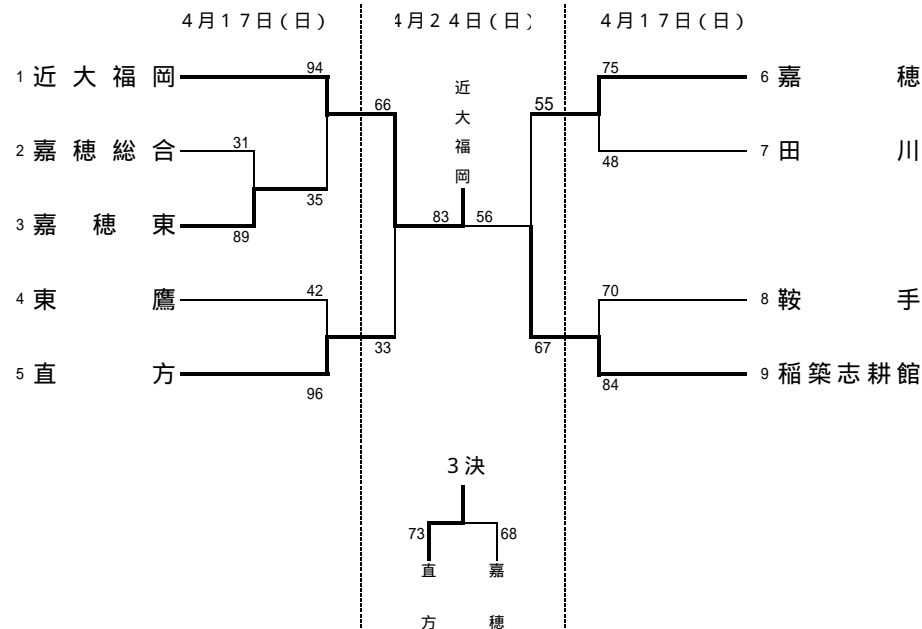 4月17日(日) 4月24日(日) 4月17日(日)
1 近大福岡 94 75 6 嘉穂
近大福岡
66 55
2 嘉穂総合 31 48 7 田川
35
3 嘉穂東 89 83 56
4 東鷹 42 70 8 鞍手
33 67
5 直方 96 84 9 稲築志耕館
3決
73 68
直方 嘉穂